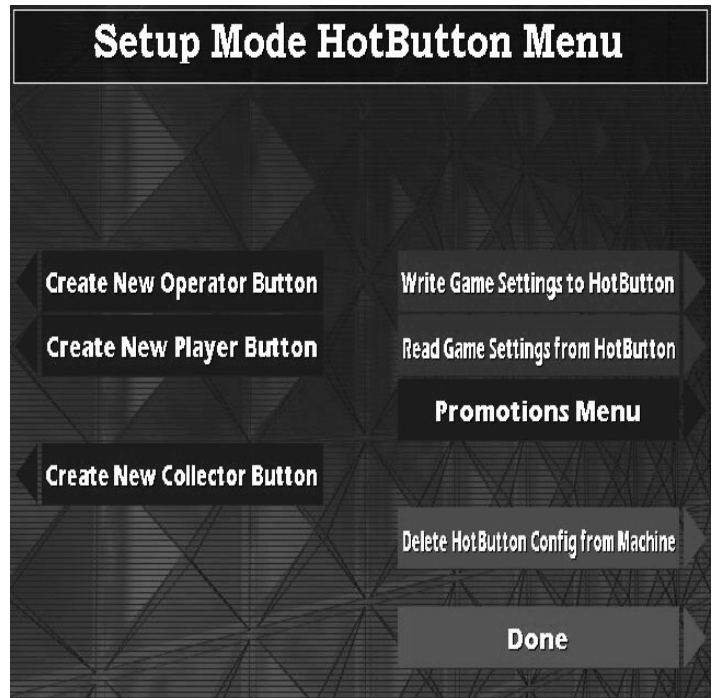 Setup Mode HotButton Menu
Create New Operator Button
Create New Player Button
Create New Collector Button
Write Game Settings to HotButton
Read Game Settings from HotButton
Promotions Menu
Delete HotButton Config from Machine
Done